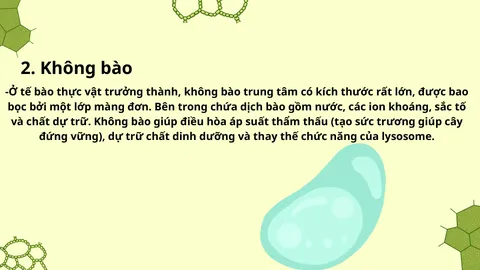 2. Không bào
-Ở tế bào thực vật trưởng thành, không bào trung tâm có kích thước rất lớn, được bao
bọc bởi một lớp màng đơn. Bên trong chứa dịch bào gồm nước, các ion khoáng, sắc tố
và chất dự trữ. Không bào giúp điều hòa áp suất thẩm thấu (tạo sức trương giúp cây
đứng vững), dự trữ chất dinh dưỡng và thay thế chức năng của lysosome.